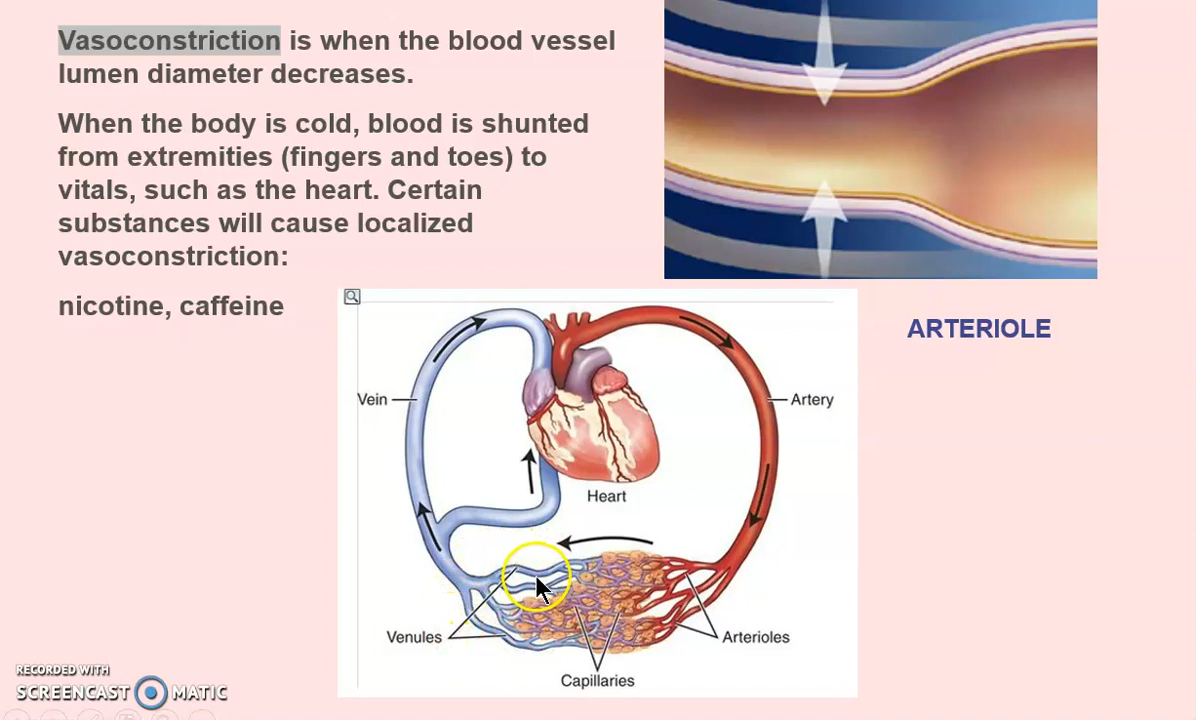 Vasoconstriction is when the blood vessel
lumen diameter decreases.
When the body is cold, blood is shunted
from extremities (fingers and toes) to
vitals, such as the heart. Certain
substances will cause localized
vasoconstriction:
nicotine, caffeine
ARTERIOLE
Vein
Artery
Heart
Venules
Arterioles
Capillaries
RECORDED WITH
SCREENCAST MATIC